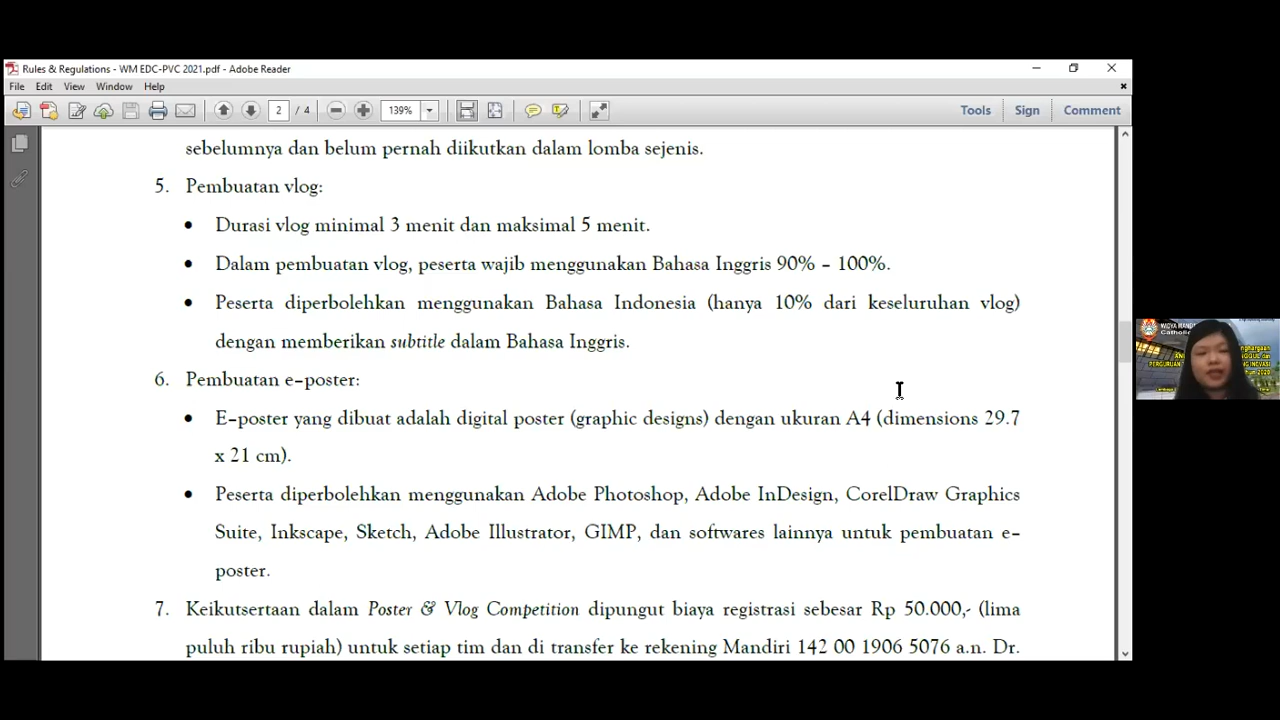 Rules & Regulations - WM EDC-PVC 2021.pdf - Adobe Reader
File Edit View Window Help
2 / 4 139% Tools Sign Comment
sebelumnya dan belum pernah diikutkan dalam lomba sejenis.
5. Pembuatan vlog:
• Durasi vlog minimal 3 menit dan maksimal 5 menit.
• Dalam pembuatan vlog, peserta wajib menggunakan Bahasa Inggris 90% – 100%.
• Peserta diperbolehkan menggunakan Bahasa Indonesia (hanya 10% dari keseluruhan vlog)
dengan memberikan subtitle dalam Bahasa Inggris.
6. Pembuatan e-poster:
• E-poster yang dibuat adalah digital poster (graphic designs) dengan ukuran A4 (dimensions 29.7
x 21 cm).
• Peserta diperbolehkan menggunakan Adobe Photoshop, Adobe InDesign, CorelDraw Graphics
Suite, Inkscape, Sketch, Adobe Illustrator, GIMP, dan softwares lainnya untuk pembuatan e-
poster.
7. Keikutsertaan dalam Poster & Vlog Competition dipungut biaya registrasi sebesar Rp 50.000,- (lima
puluh ribu rupiah) untuk setiap tim dan di transfer ke rekening Mandiri 142 00 1906 5076 a.n. Dr.
WIDYA MAND
Catholic